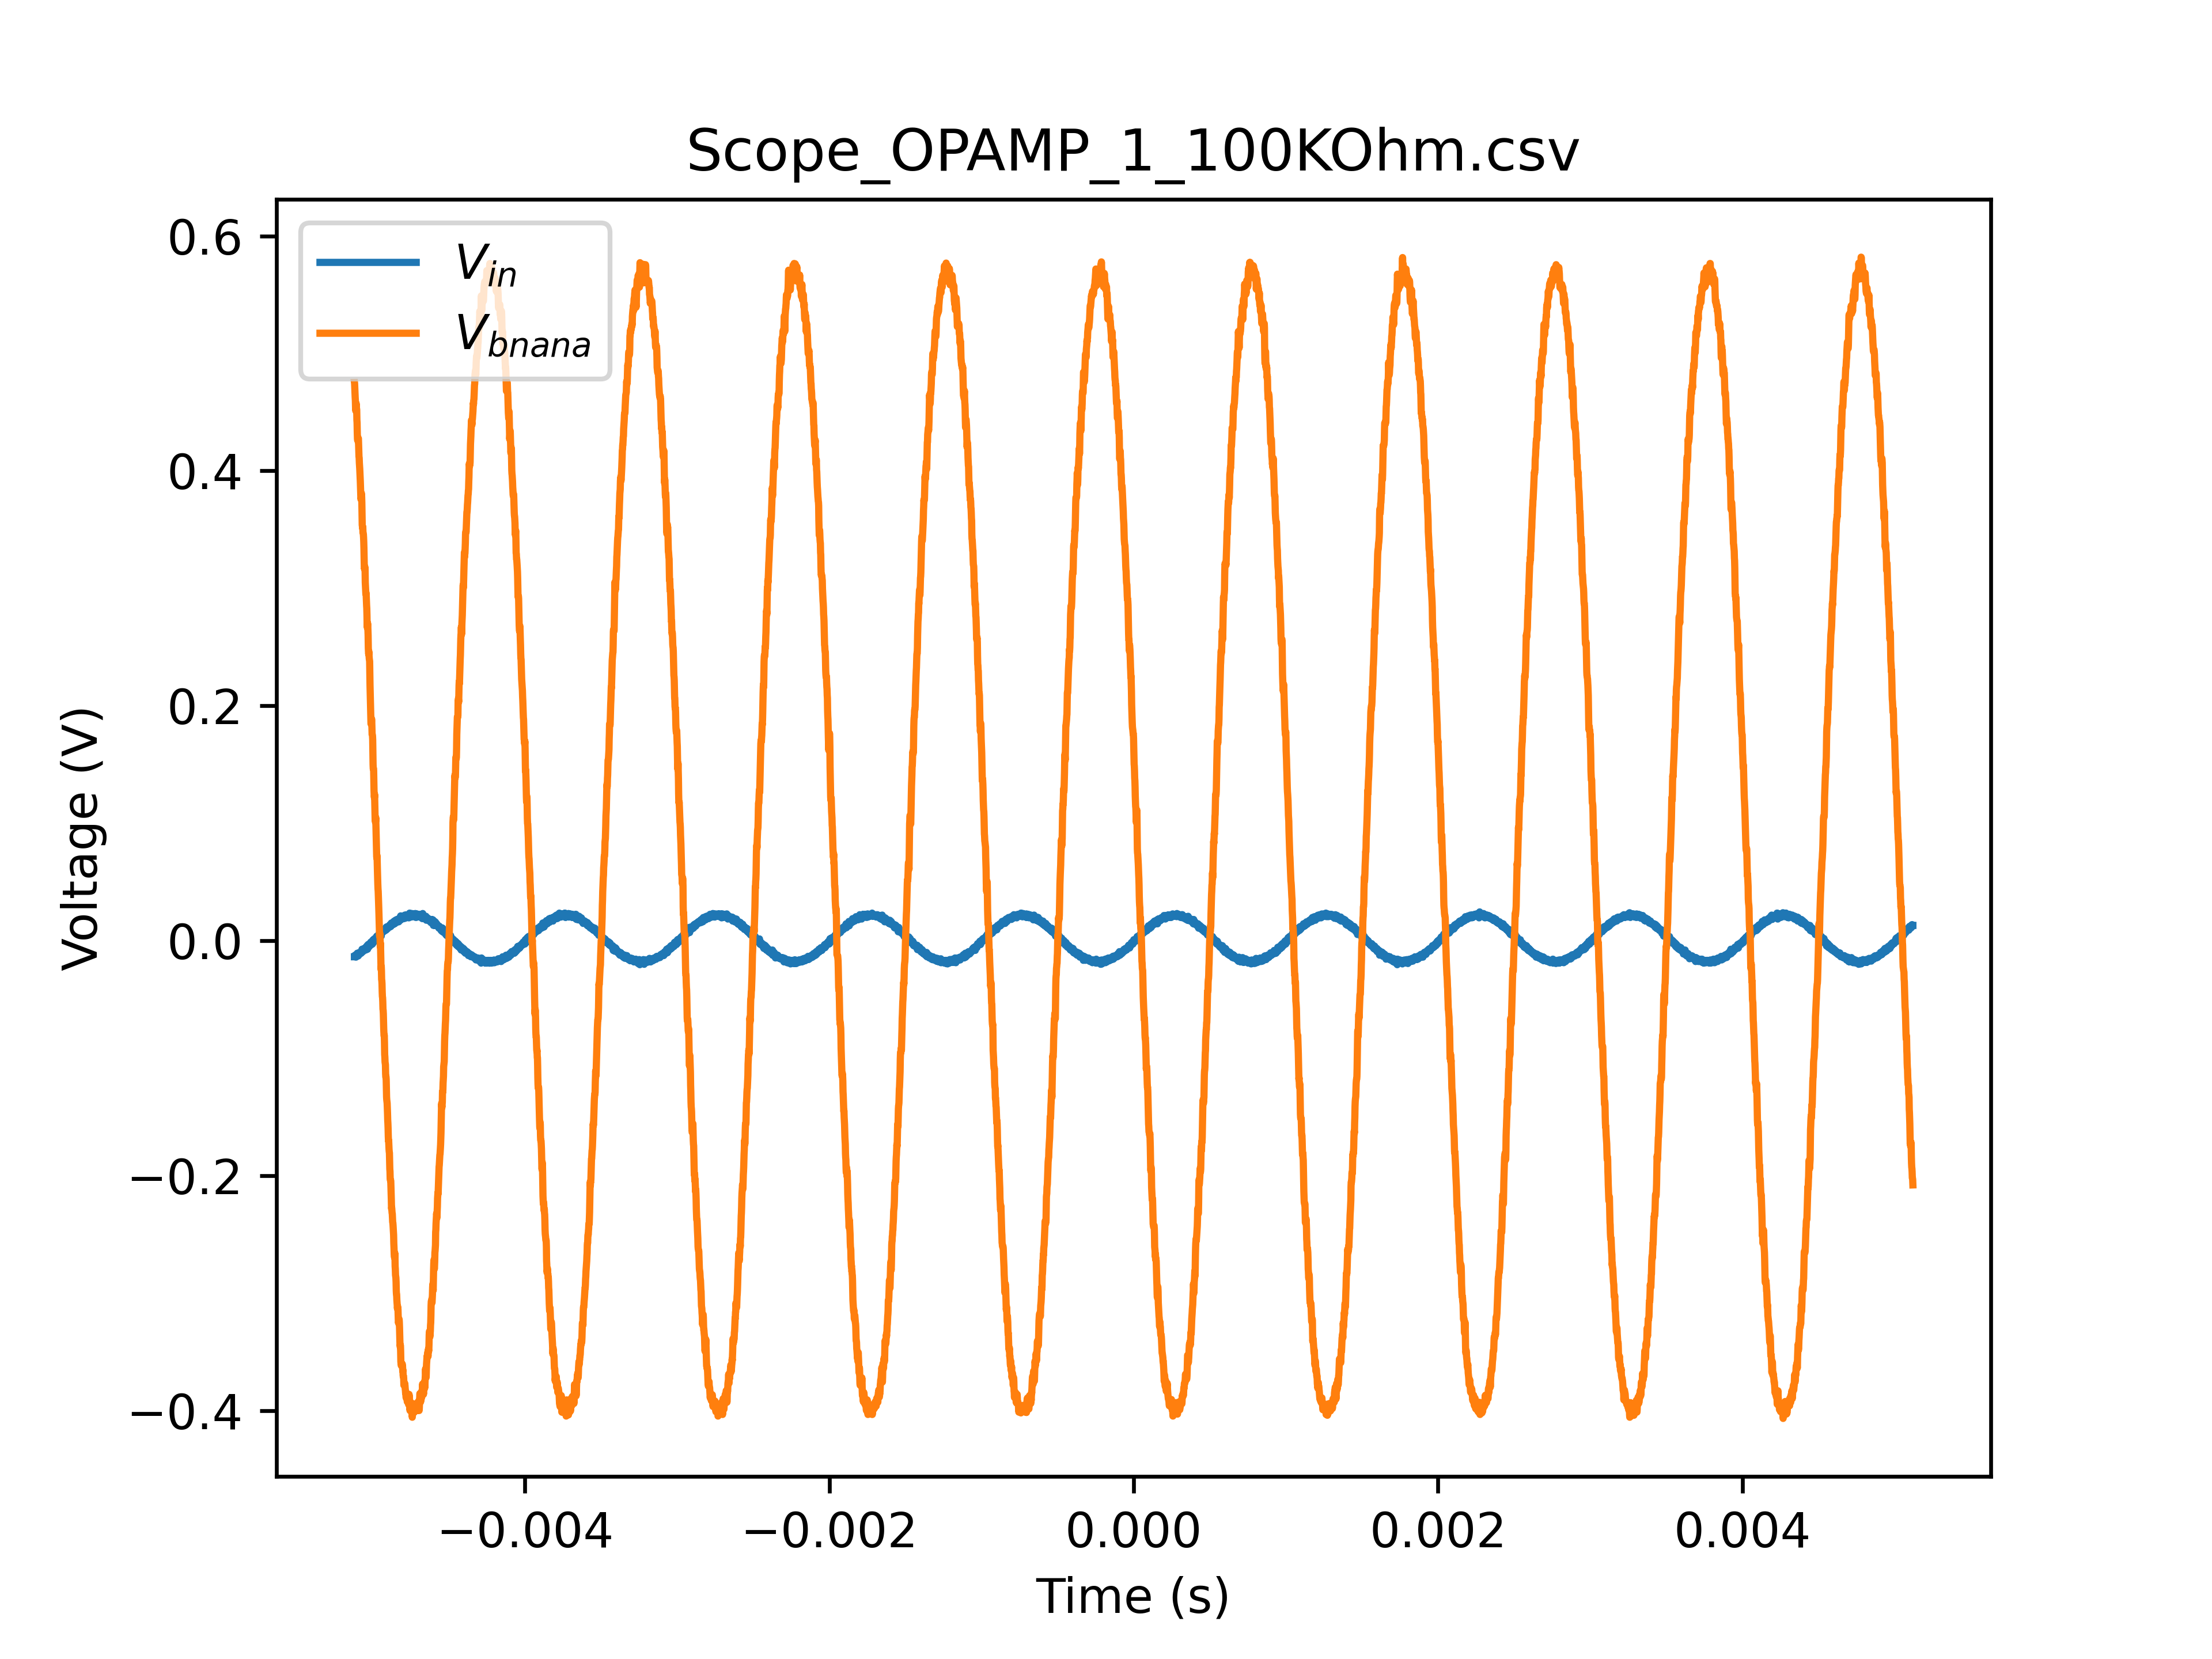 Scope_OPAMP_1_100KOhm.csv
V_in
V_bnana
0.6
0.4
0.2
0.0
−0.2
−0.4
Voltage (V)
−0.004 −0.002 0.000 0.002 0.004
Time (s)